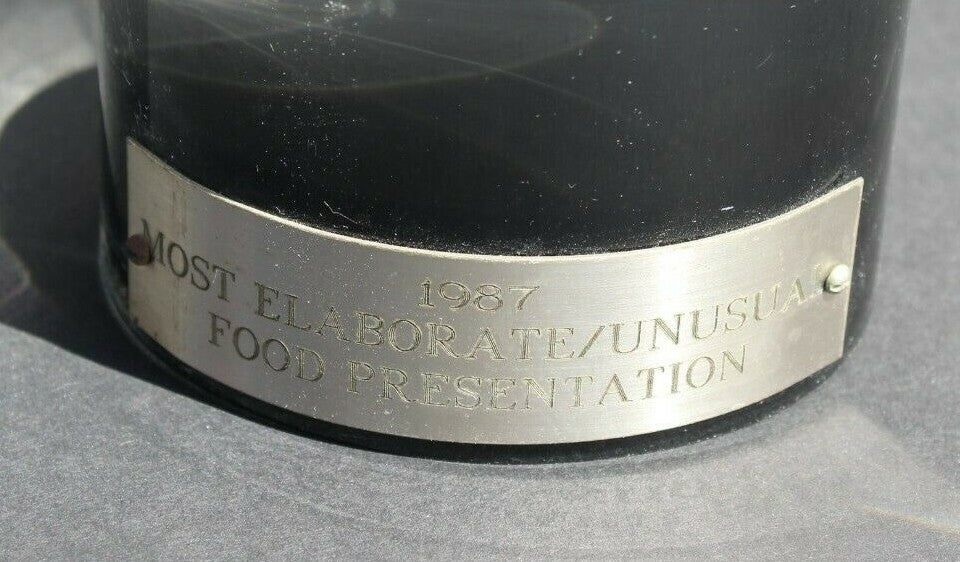 1987
MOST ELABORATE/UNUSUAL
FOOD PRESENTATION